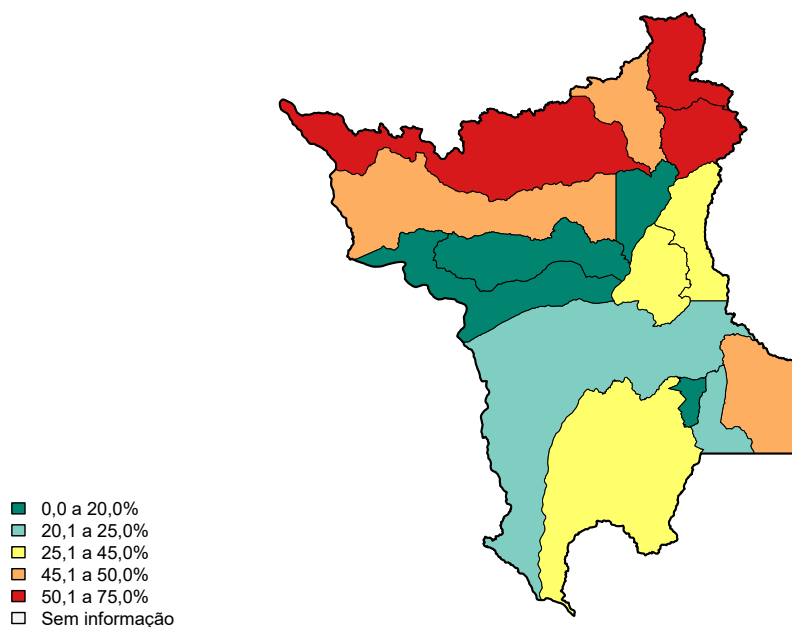 0,0 a 20,0%
20,1 a 25,0%
25,1 a 45,0%
45,1 a 50,0%
50,1 a 75,0%
Sem informação